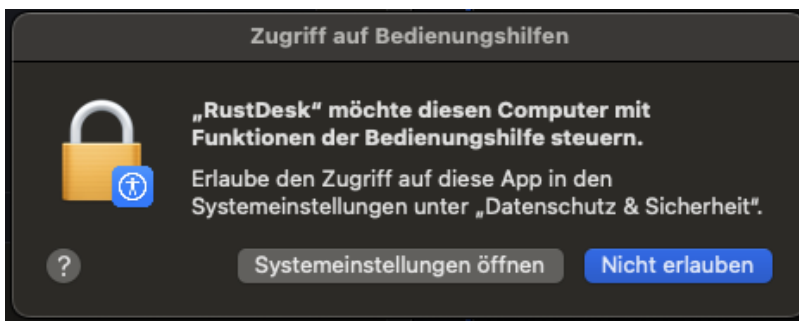 Zugriff auf Bedienungshilfen
„RustDesk“ möchte diesen Computer mit
Funktionen der Bedienungshilfe steuern.
Erlaube den Zugriff auf diese App in den
Systemeinstellungen unter „Datenschutz & Sicherheit“.
? Systemeinstellungen öffnen Nicht erlauben